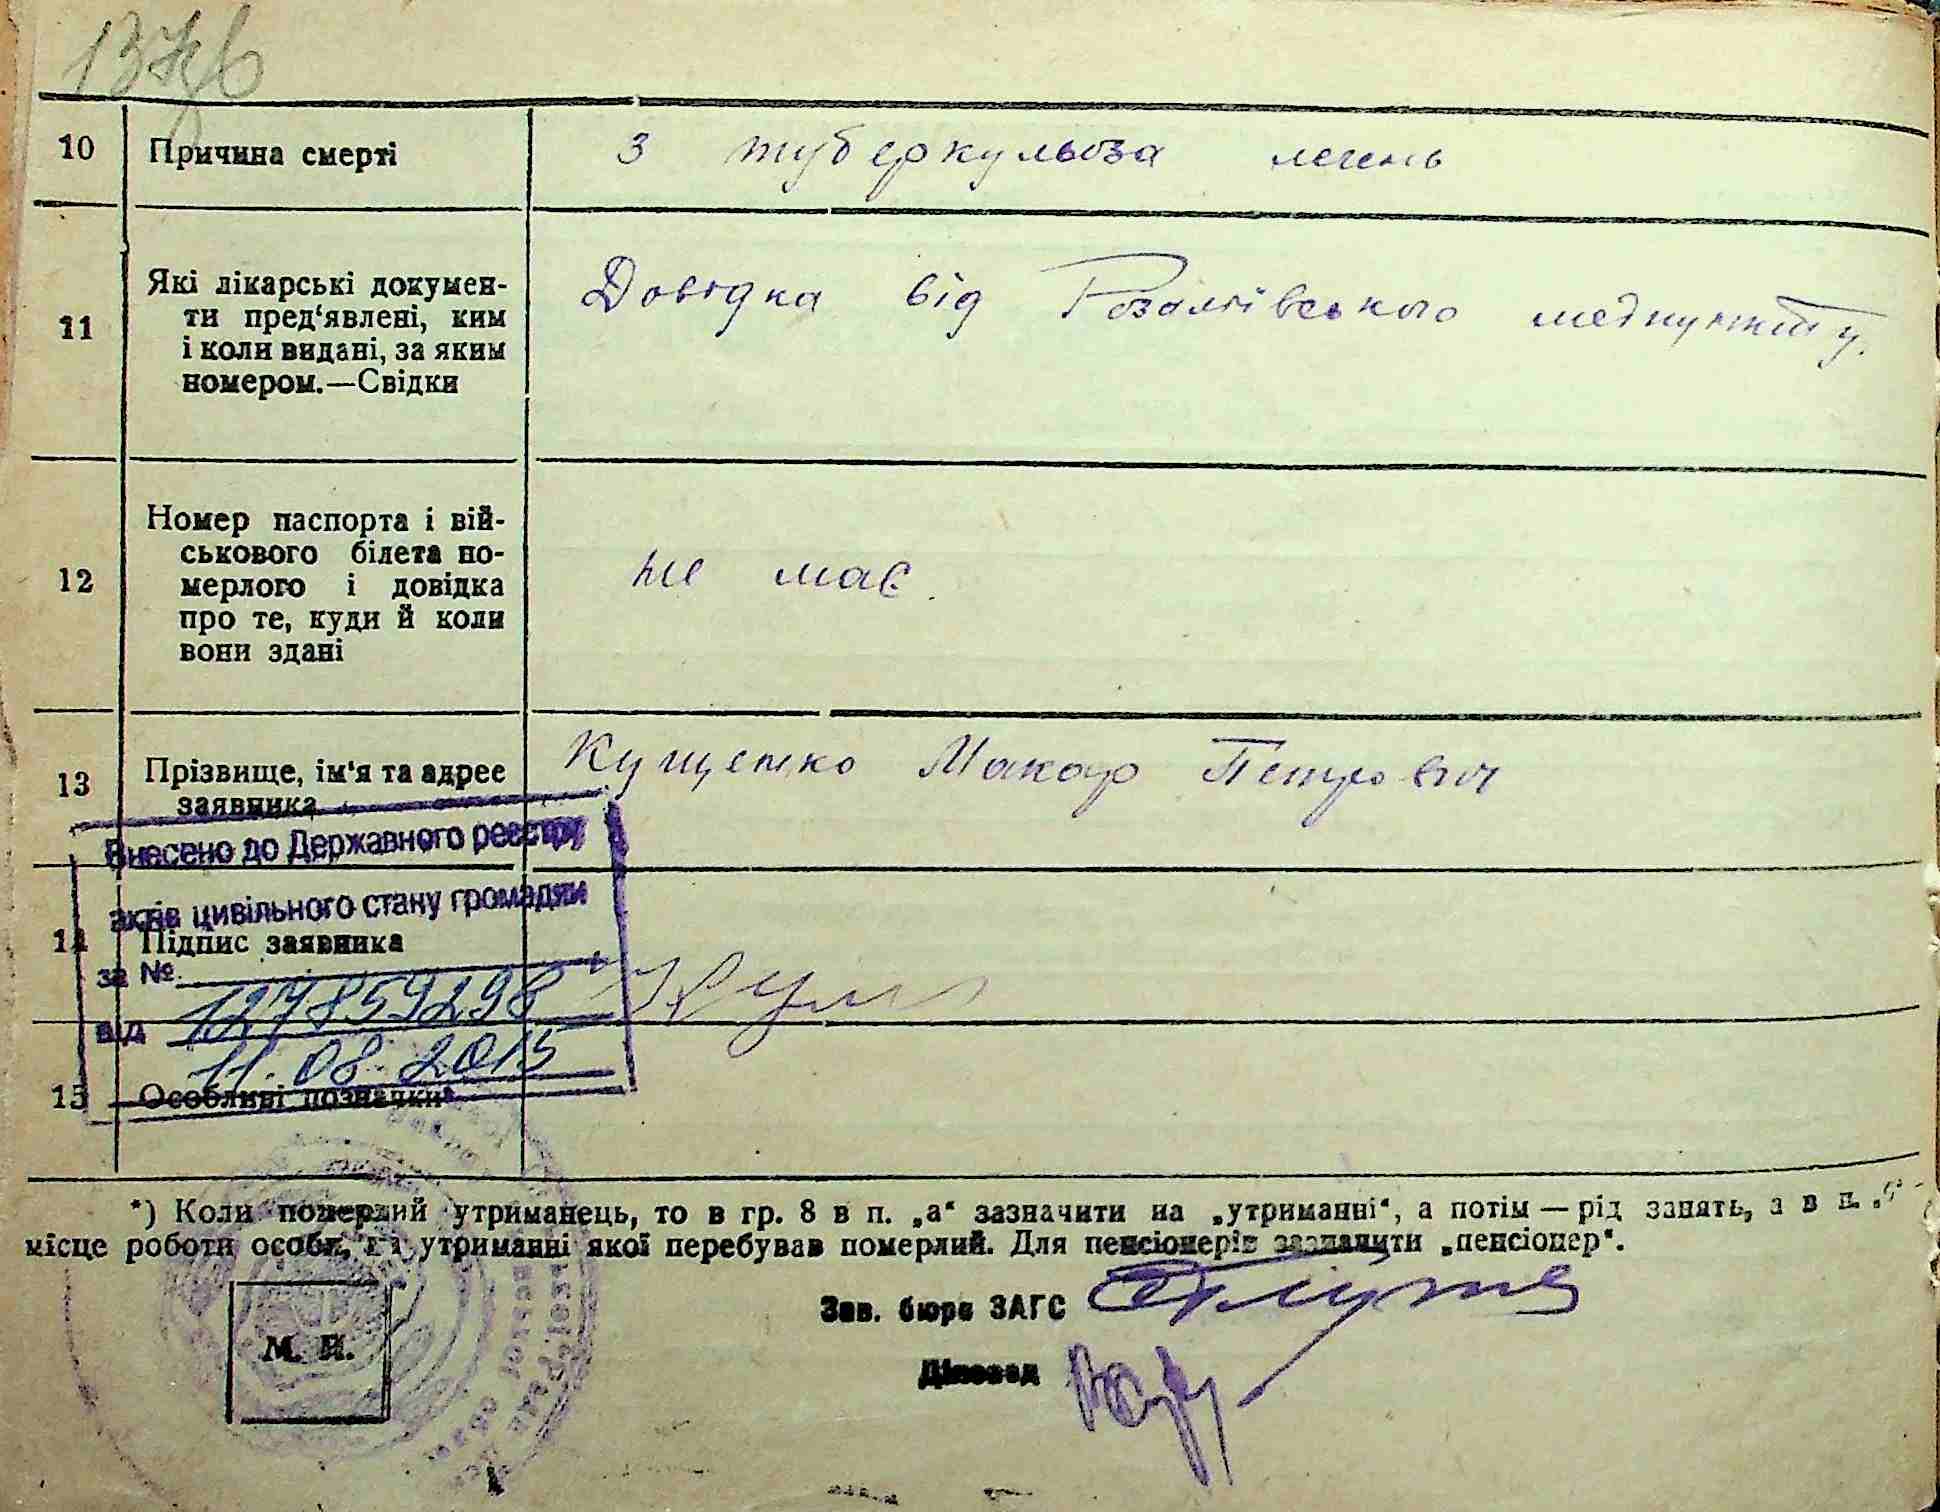 10 Причина смерті З туберкульоза легень
11 Які лікарські докумен-
ти пред'явлені, ким
і коли видані, за яким
номером.—Свідки
Довідка від Розаліївського медпункту.
12 Номер паспорта і вій-
ськового білета по-
мерлого і довідка
про те, куди й коли
вони здані
не має
13 Прізвище, ім'я та адрес
заявника
Кущенко Макар Петрович
Внесено до Державного реєстру
актів цивільного стану громадян
14 Підпис заявника
за №
127859298
від
11.08.2015
15 Особливі позначки
*) Коли померлий утриманець, то в гр. 8 в п. „а“ зазначити на „утриманні“, а потім — рід занять, а в п.
місце роботи особи, на утриманні якої перебував померлий. Для пенсіонерів зазначити „пенсіонер“.
М. П.
Зав. бюро ЗАГС
Діловод